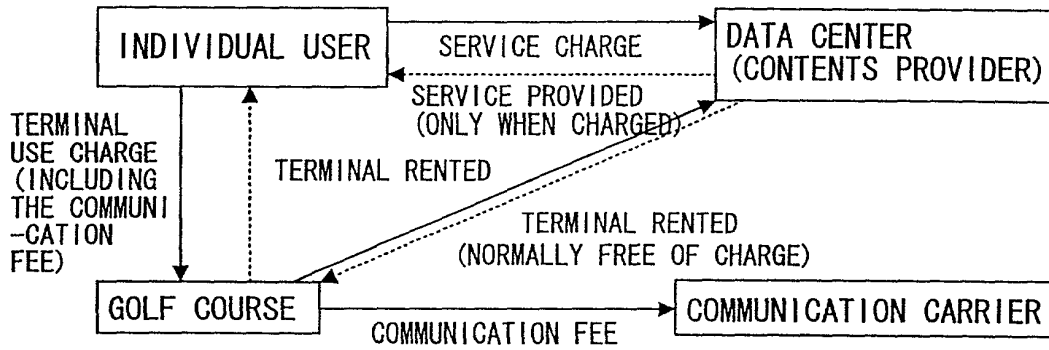 INDIVIDUAL USER
SERVICE CHARGE
DATA CENTER
(CONTENTS PROVIDER)
SERVICE PROVIDED
(ONLY WHEN CHARGED)
TERMINAL
USE CHARGE
(INCLUDING
THE COMMUNI
-CATION
FEE)
TERMINAL RENTED
TERMINAL RENTED
(NORMALLY FREE OF CHARGE)
GOLF COURSE
COMMUNICATION FEE
COMMUNICATION CARRIER